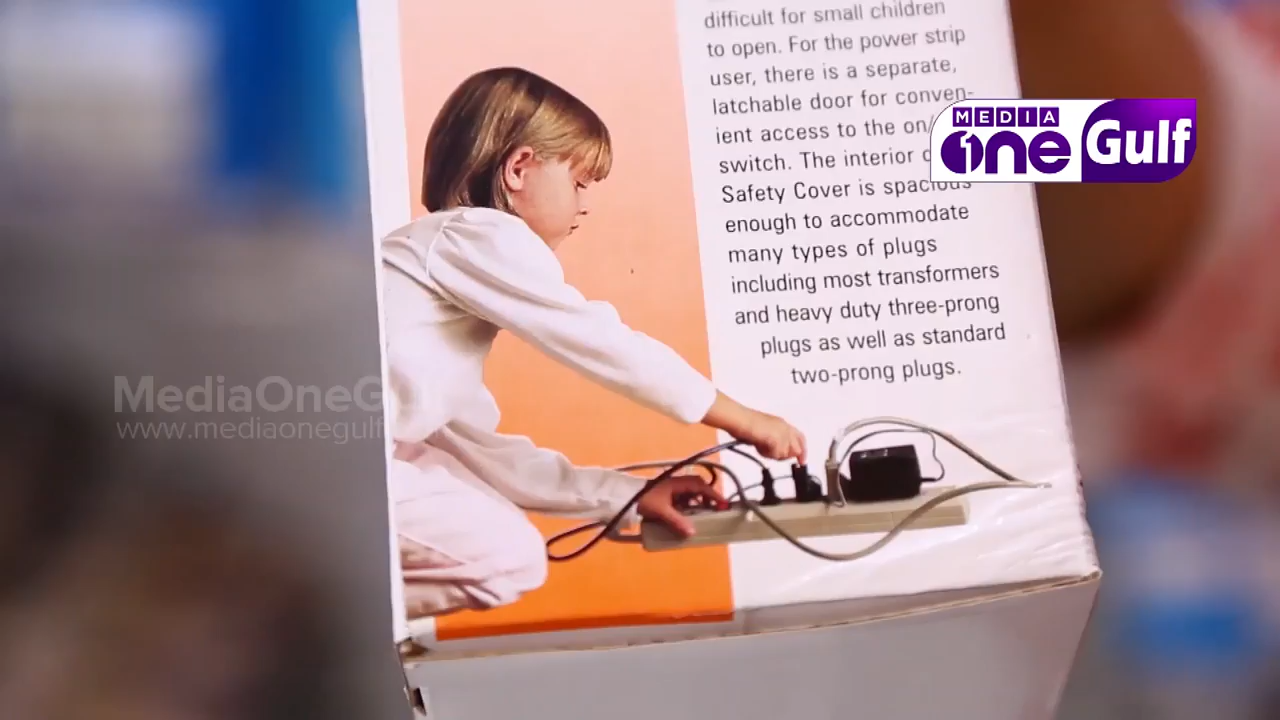 difficult for small children
to open. For the power strip
user, there is a separate,
latchable door for conven-
ient access to the on/
switch. The interior
Safety Cover is spacious
enough to accommodate
many types of plugs
including most transformers
and heavy duty three-prong
plugs as well as standard
two-prong plugs.
MEDIA
one Gulf
MediaOneGulf
www.mediaonegulf